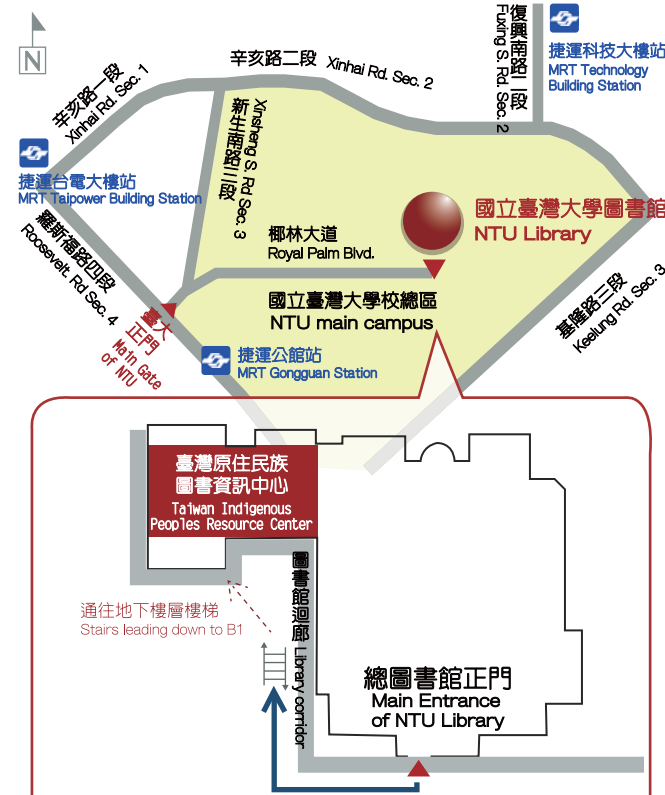 N
辛亥路一段
Xinhai Rd. Sec. 1
辛亥路二段 Xinhai Rd. Sec. 2
復興南路二段
Fuxing S. Rd. Sec. 2
捷運科技大樓站
MRT Technology
Building Station
新生南路三段
Xinsheng S. Rd Sec. 3
捷運台電大樓站
MRT Taipower Building Station
羅斯福路四段
Roosevelt. Rd Sec. 4
國立臺灣大學圖書館
NTU Library
椰林大道
Royal Palm Blvd.
國立臺灣大學校總區
NTU main campus
基隆路三段
Keelung Rd. Sec. 3
臺大
正門
Main Gate
of NTU
捷運公館站
MRT Gongguan Station
臺灣原住民族
圖書資訊中心
Taiwan Indigenous
Peoples Resource Center
圖書館迴廊 Library corridor
通往地下樓層樓梯
Stairs leading down to B1
總圖書館正門
Main Entrance
of NTU Library